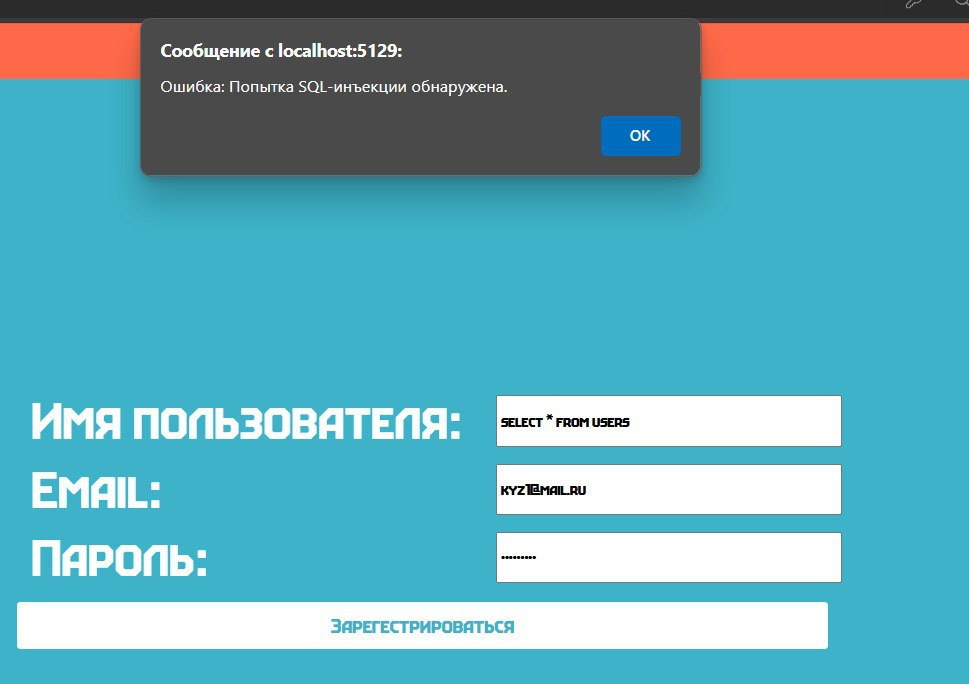 Сообщение с localhost:5129:
Ошибка: Попытка SQL-инъекции обнаружена.
OK
Имя пользователя:
SELECT * FROM USERS
Email:
KYZ1@MAIL.RU
Пароль:
•••••••••
Зарегестрироваться